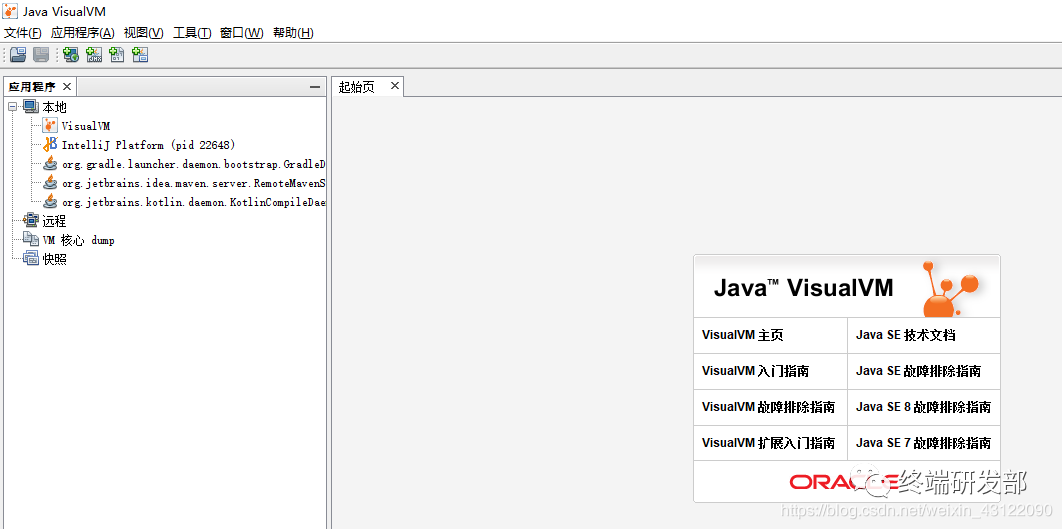 Java VisualVM
文件(F) 应用程序(A) 视图(V) 工具(T) 窗口(W) 帮助(H)
应用程序
起始页
本地
VisualVM
IntelliJ Platform (pid 22648)
org.gradle.launcher.daemon.bootstrap.GradleD
org.jetbrains.idea.maven.server.RemoteMavenS
org.jetbrains.kotlin.daemon.KotlinCompileDae
远程
VM 核心 dump
快照
Java™ VisualVM
VisualVM 主页
Java SE 技术文档
VisualVM 入门指南
Java SE 故障排除指南
VisualVM 故障排除指南
Java SE 8 故障排除指南
VisualVM 扩展入门指南
Java SE 7 故障排除指南
ORACLE
终端研发部
https://blog.csdn.net/weixin_43122090